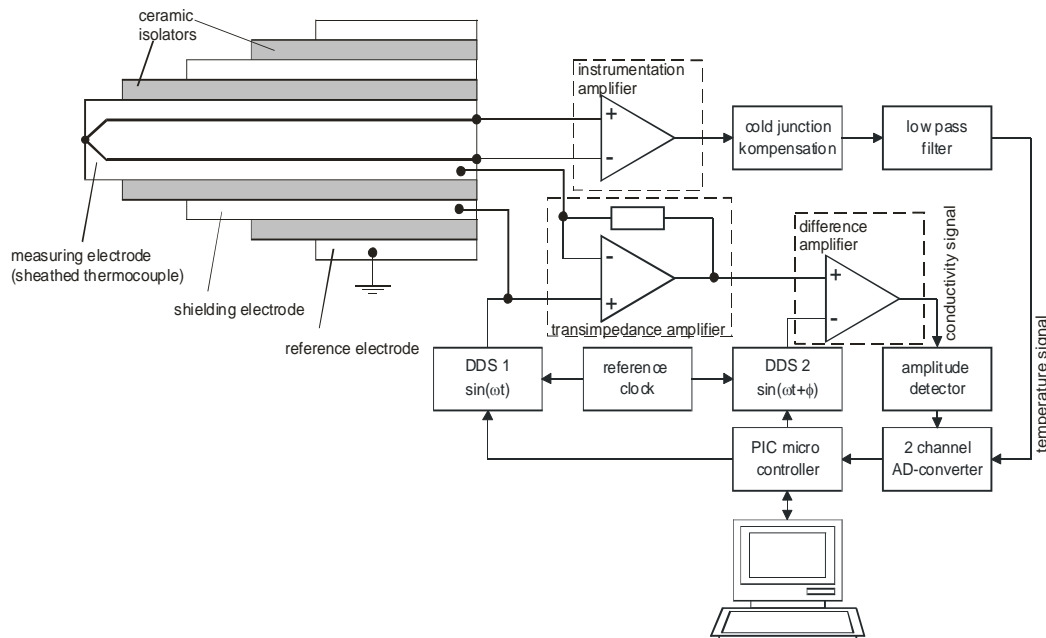 ceramic
isolators
instrumentation
amplifier
+
-
cold junction
kompensation
low pass
filter
measuring electrode
(sheathed thermocouple)
shielding electrode
reference electrode
-
+
transimpedance amplifier
difference
amplifier
+
-
conductivity signal
temperature signal
DDS 1
sin(ωt)
reference
clock
DDS 2
sin(ωt+ϕ)
amplitude
detector
PIC micro
controller
2 channel
AD-converter